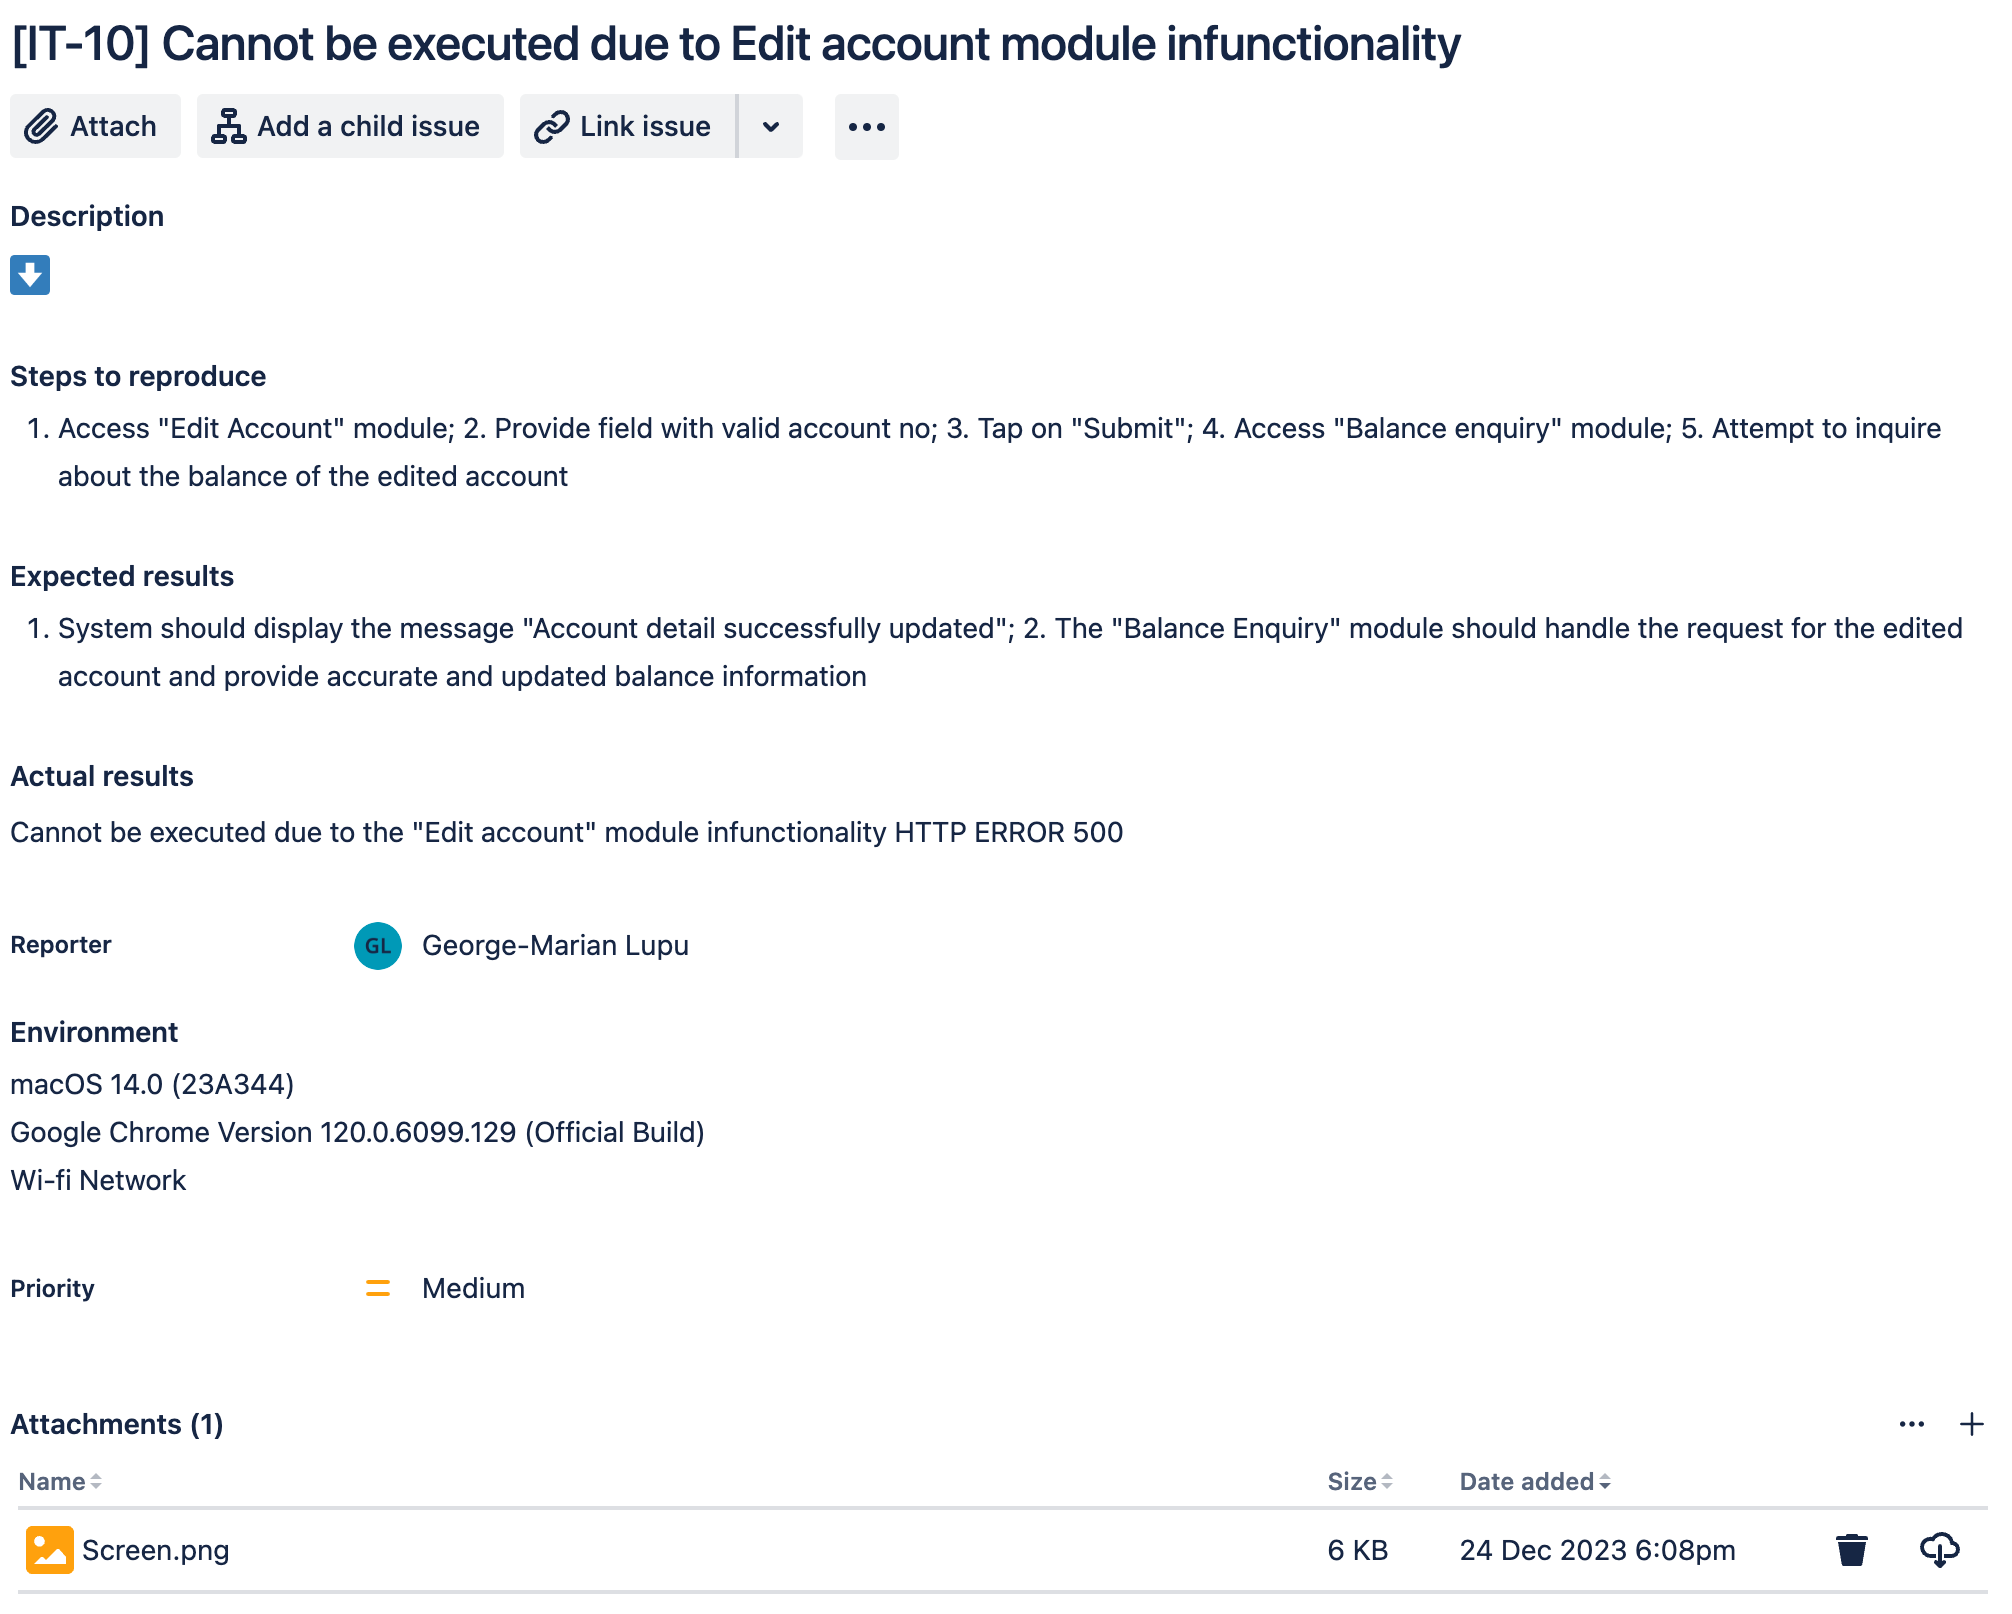 [IT-10] Cannot be executed due to Edit account module infunctionality
Attach
Add a child issue
Link issue
Description
Steps to reproduce
1. Access "Edit Account" module; 2. Provide field with valid account no; 3. Tap on "Submit"; 4. Access "Balance enquiry" module; 5. Attempt to inquire
about the balance of the edited account
Expected results
1. System should display the message "Account detail successfully updated"; 2. The "Balance Enquiry" module should handle the request for the edited
account and provide accurate and updated balance information
Actual results
Cannot be executed due to the "Edit account" module infunctionality HTTP ERROR 500
Reporter GL George-Marian Lupu
Environment
macOS 14.0 (23A344)
Google Chrome Version 120.0.6099.129 (Official Build)
Wi-fi Network
Priority Medium
Attachments (1)
Name Size Date added
Screen.png 6 KB 24 Dec 2023 6:08pm